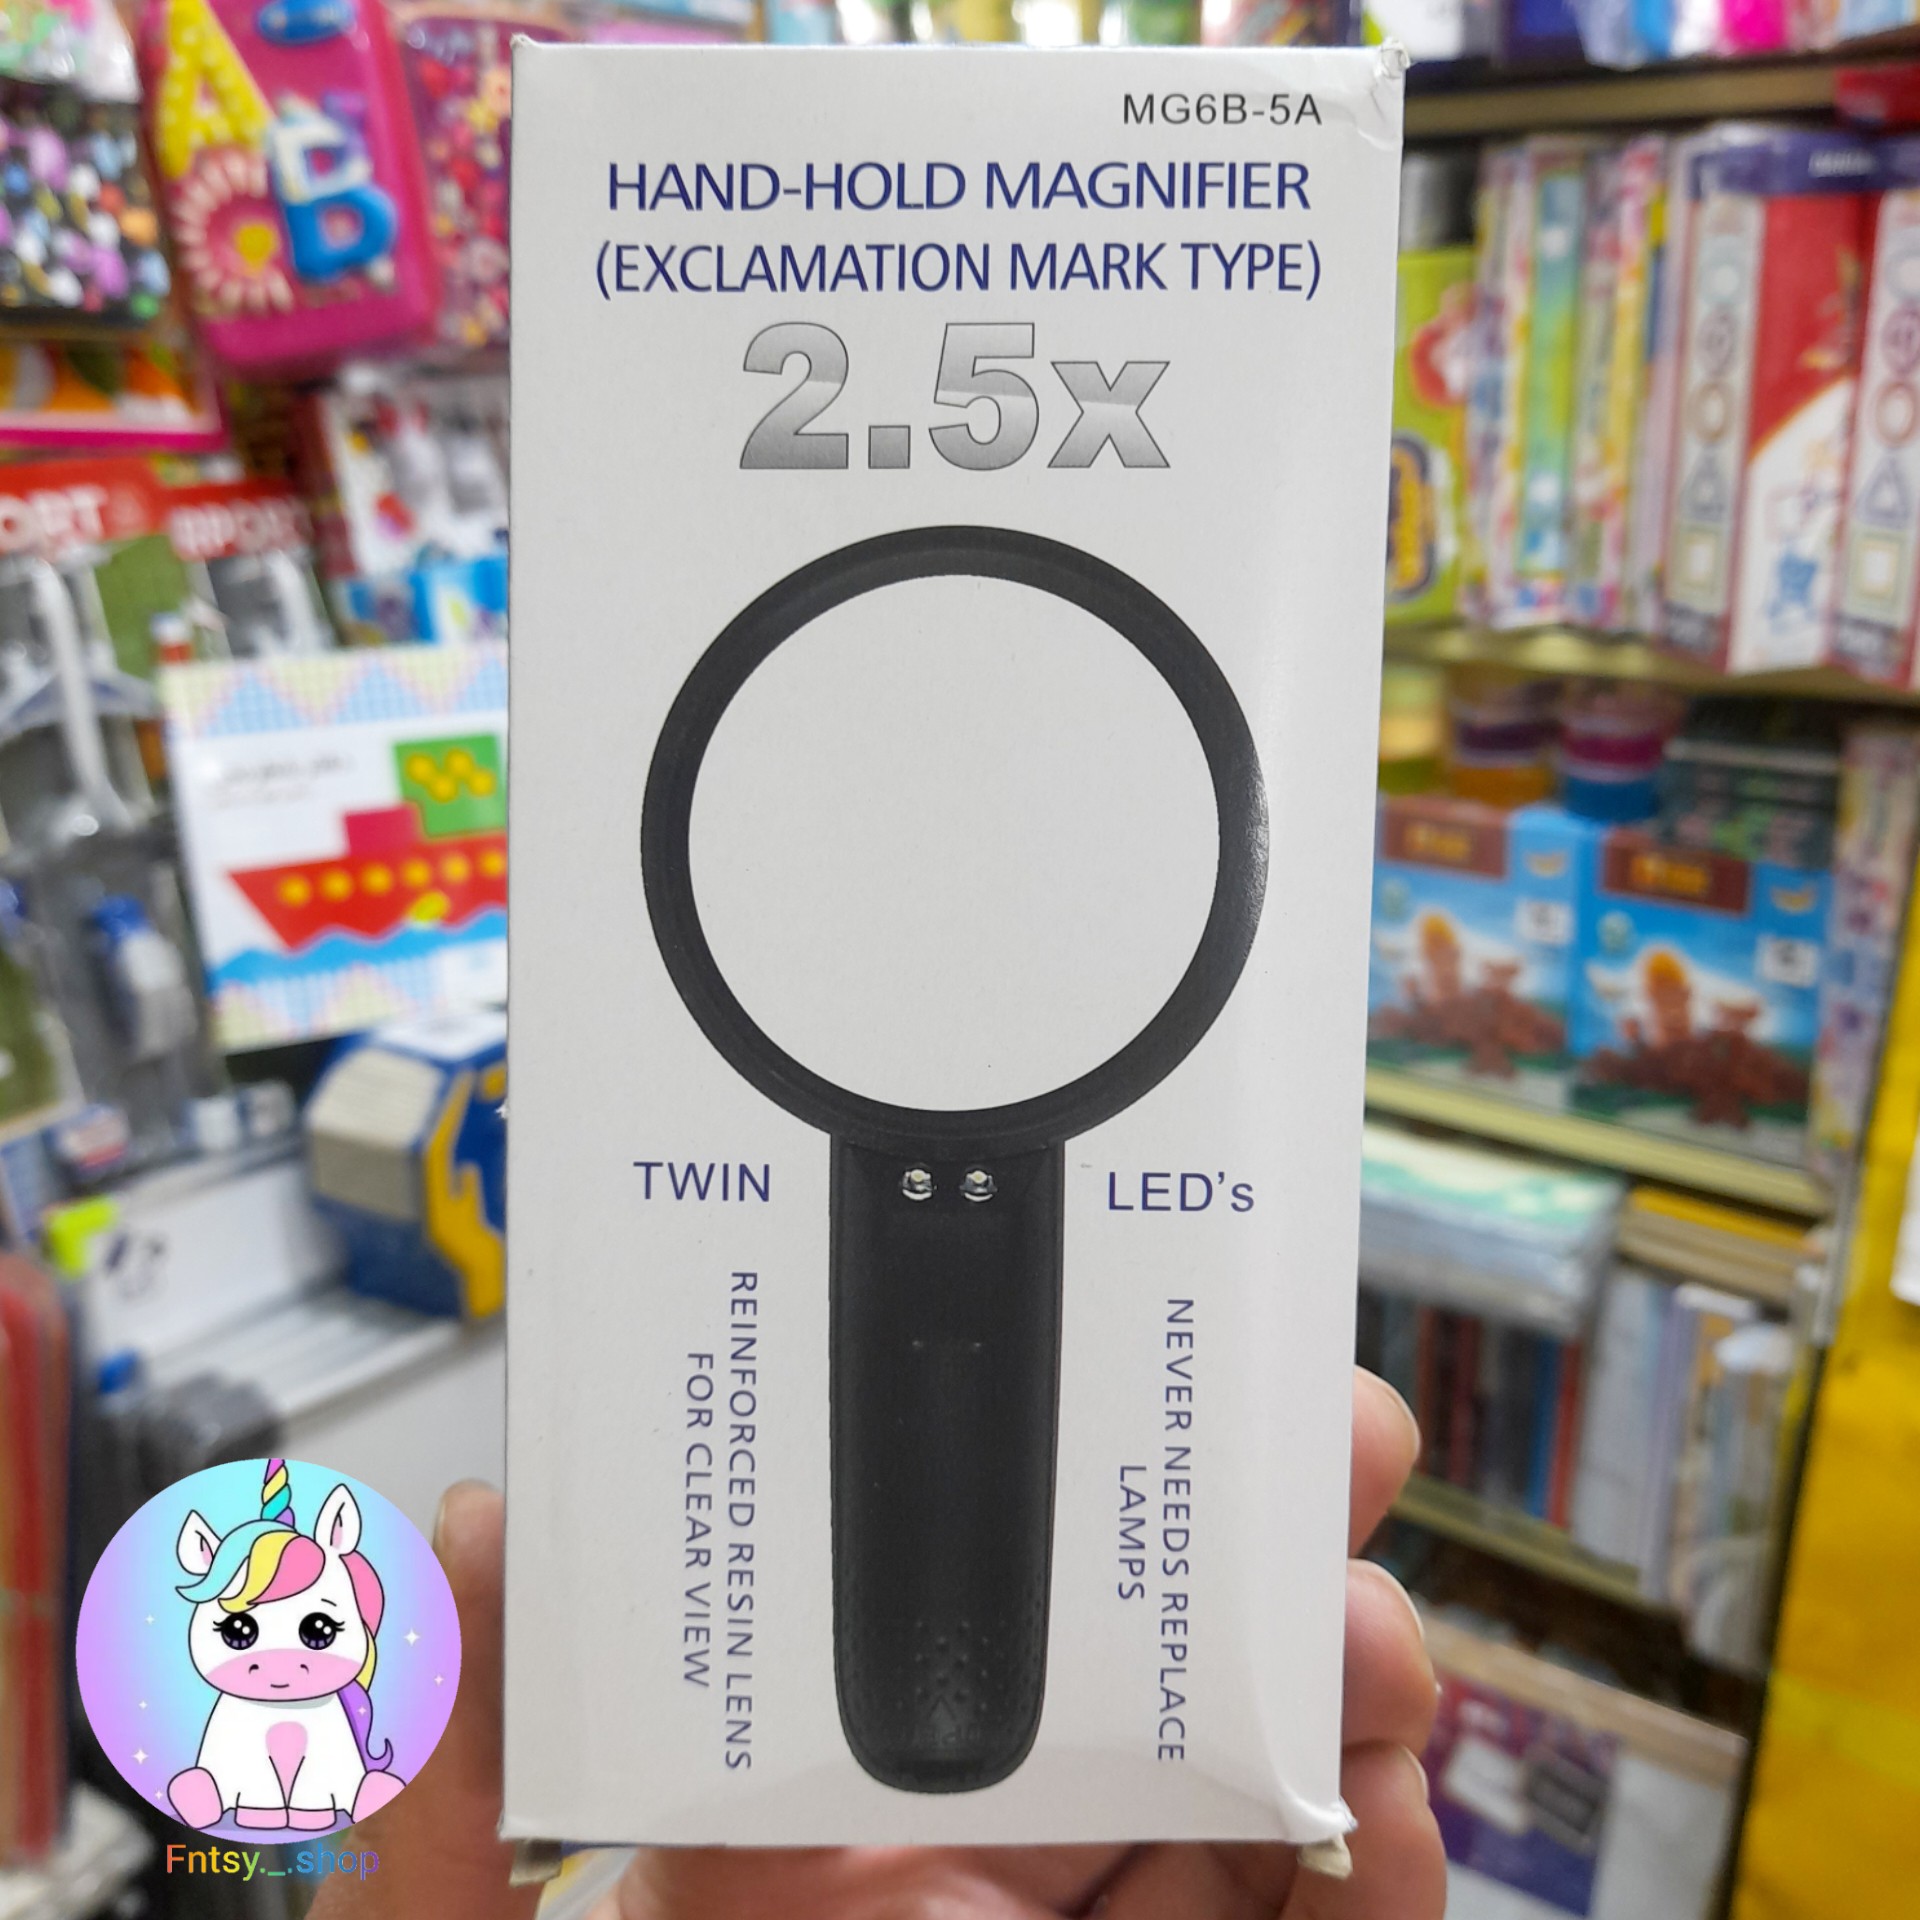 MG6B-5A
HAND-HOLD MAGNIFIER
(EXCLAMATION MARK TYPE)
2.5x
TWIN
LED's
REINFORCED RESIN LENS
FOR CLEAR VIEW
NEVER NEEDS REPLACE
LAMPS
Fntsy._.shop